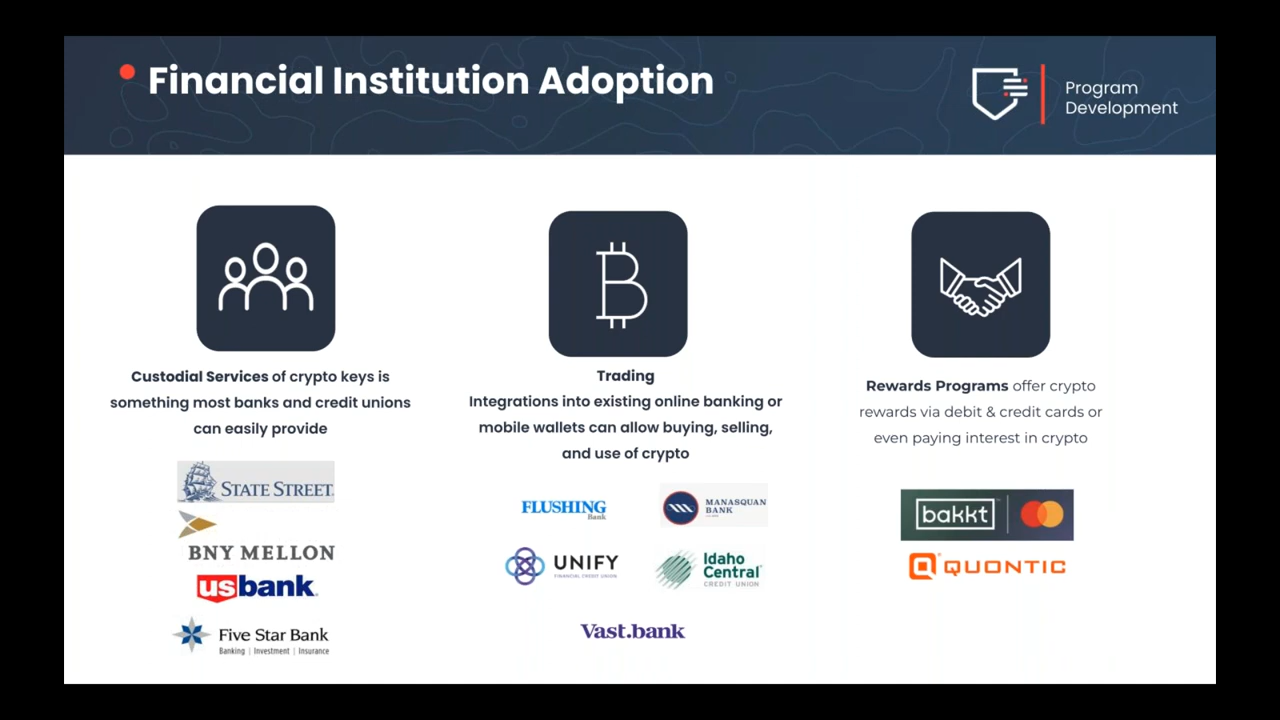 Financial Institution Adoption
Program
Development
Custodial Services of crypto keys is
something most banks and credit unions
can easily provide
STATE STREET.
BNY MELLON
usbank.
Five Star Bank
Banking | Investment | Insurance
Trading
Integrations into existing online banking or
mobile wallets can allow buying, selling,
and use of crypto
FLUSHING
Bank
MANASQUAN
BANK
UNIFY
FINANCIAL CREDIT UNION
Idaho
Central
CREDIT UNION
Vast.bank
Rewards Programs offer crypto
rewards via debit & credit cards or
even paying interest in crypto
bakkt
QUONTIC